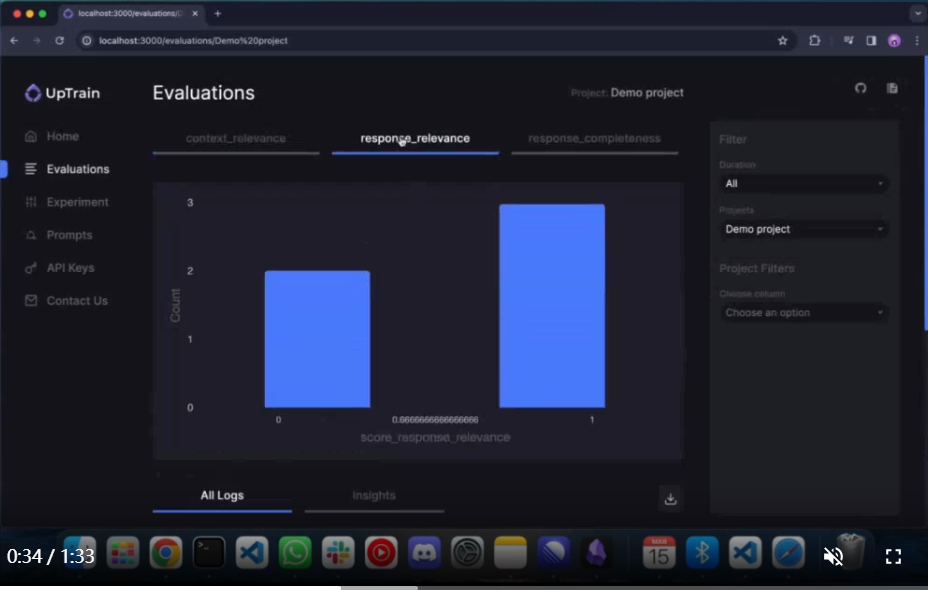 localhost:3000/evaluations/D
localhost:3000/evaluations/Demo%20project
UpTrain
Evaluations
Project: Demo project
Home
Evaluations
Experiment
Prompts
API Keys
Contact Us
context_relevance
response_relevance
response_completeness
3
2
1
0
Count
0
0.6666666666666666
1
score_response_relevance
Filter
Duration
All
Projects
Demo project
Project Filters
Choose column
Choose an option
All Logs
Insights
0:34 / 1:33
MAR
15